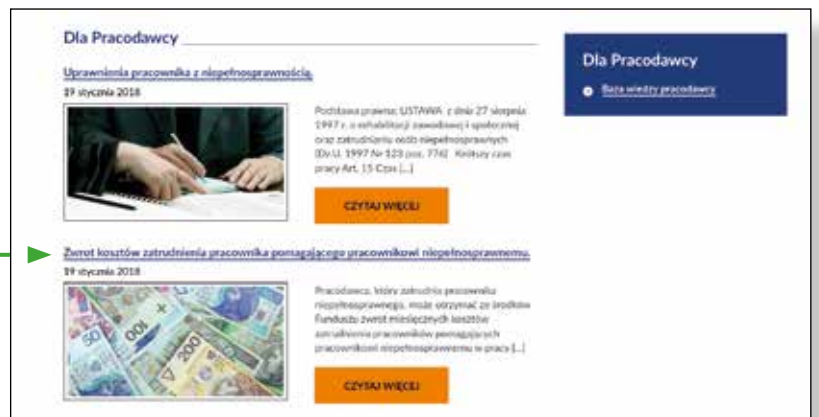 Dla Pracodawcy
Uprawnienia pracownika z niepełnosprawnością.
19 stycznia 2018
Podstawa prawna: USTAWA z dnia 27 sierpnia
1997 r. o rehabilitacji zawodowej i społecznej
oraz zatrudnianiu osób niepełnosprawnych
(Dz.U. 1997 Nr 123 poz. 776) Krótszy czas
pracy Art. 15 Czas [...]
CZYTAJ WIĘCEJ
Zwrot kosztów zatrudnienia pracownika pomagającego pracownikowi niepełnosprawnemu.
19 stycznia 2018
50
100
200
Pracodawca, który zatrudnia pracownika
niepełnosprawnego, może otrzymać ze środków
Funduszu zwrot miesięcznych kosztów
zatrudnienia pracowników pomagających
pracownikowi niepełnosprawnemu w pracy [...]
CZYTAJ WIĘCEJ
Dla Pracodawcy
Baza wiedzy pracodawcy